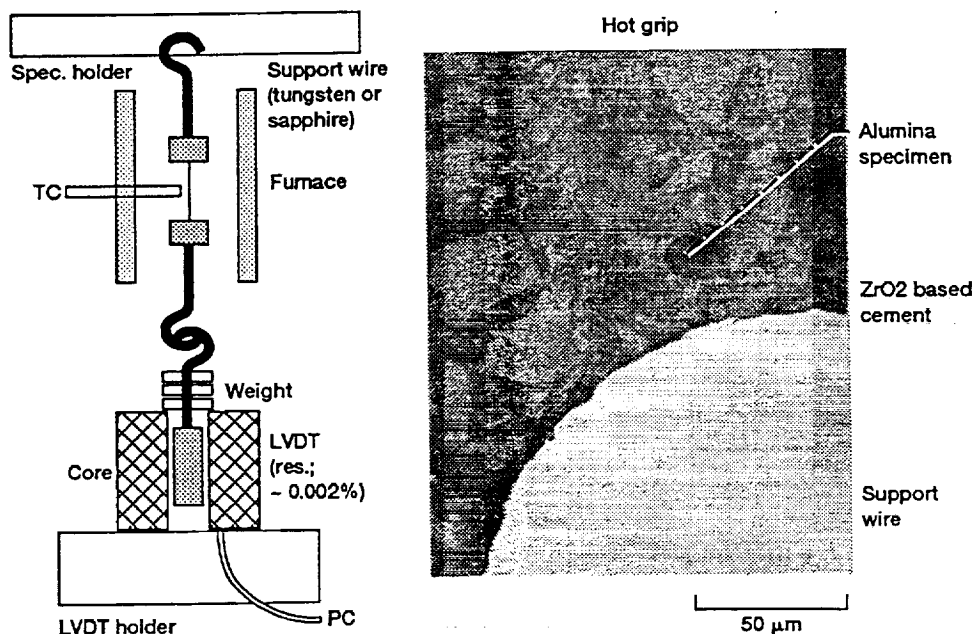 Spec. holder
Support wire
(tungsten or
sapphire)
TC
Furnace
Weight
Core
LVDT
(res.;
~ 0.002%)
PC
LVDT holder
Hot grip
Alumina
specimen
ZrO2 based
cement
Support
wire
50 μm